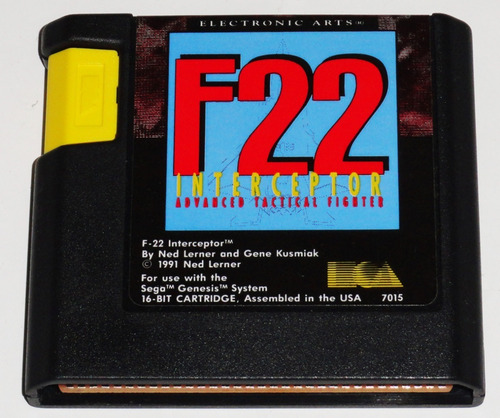 ELECTRONIC ARTS®
F22
INTERCEPTOR
ADVANCED TACTICAL FIGHTER
F-22 Interceptor™
By Ned Lerner and Gene Kusmiak
© 1991 Ned Lerner
For use with the
Sega™ Genesis™ System
16-BIT CARTRIDGE, Assembled in the USA 7015
EA